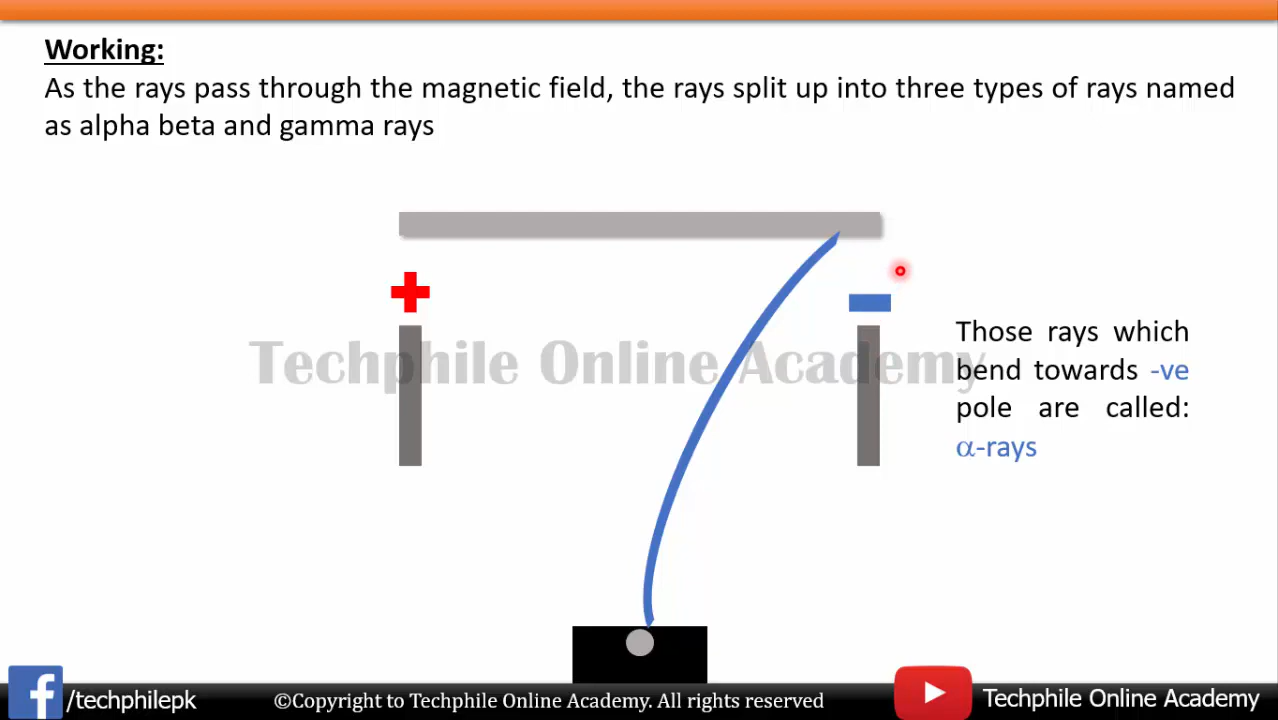 Working:
As the rays pass through the magnetic field, the rays split up into three types of rays named
as alpha beta and gamma rays
Techphile Online Academy
Those rays which
bend towards -ve
pole are called:
α-rays
/techphilepk
©Copyright to Techphile Online Academy. All rights reserved
Techphile Online Academy